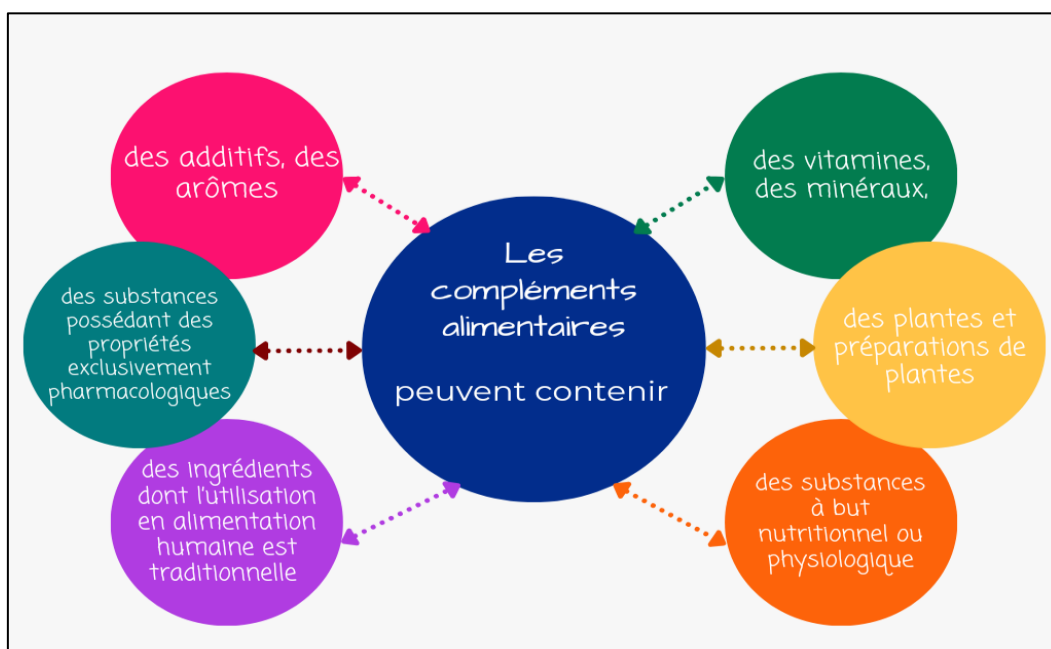 Les
compléments
alimentaires
peuvent contenir
des additifs, des
arômes
des substances
possédant des
propriétés
exclusivement
pharmacologiques
des ingrédients
dont l'utilisation
en alimentation
humaine est
traditionnelle
des vitamines,
des minéraux,
des plantes et
préparations de
plantes
des substances
à but
nutritionnel ou
physiologique